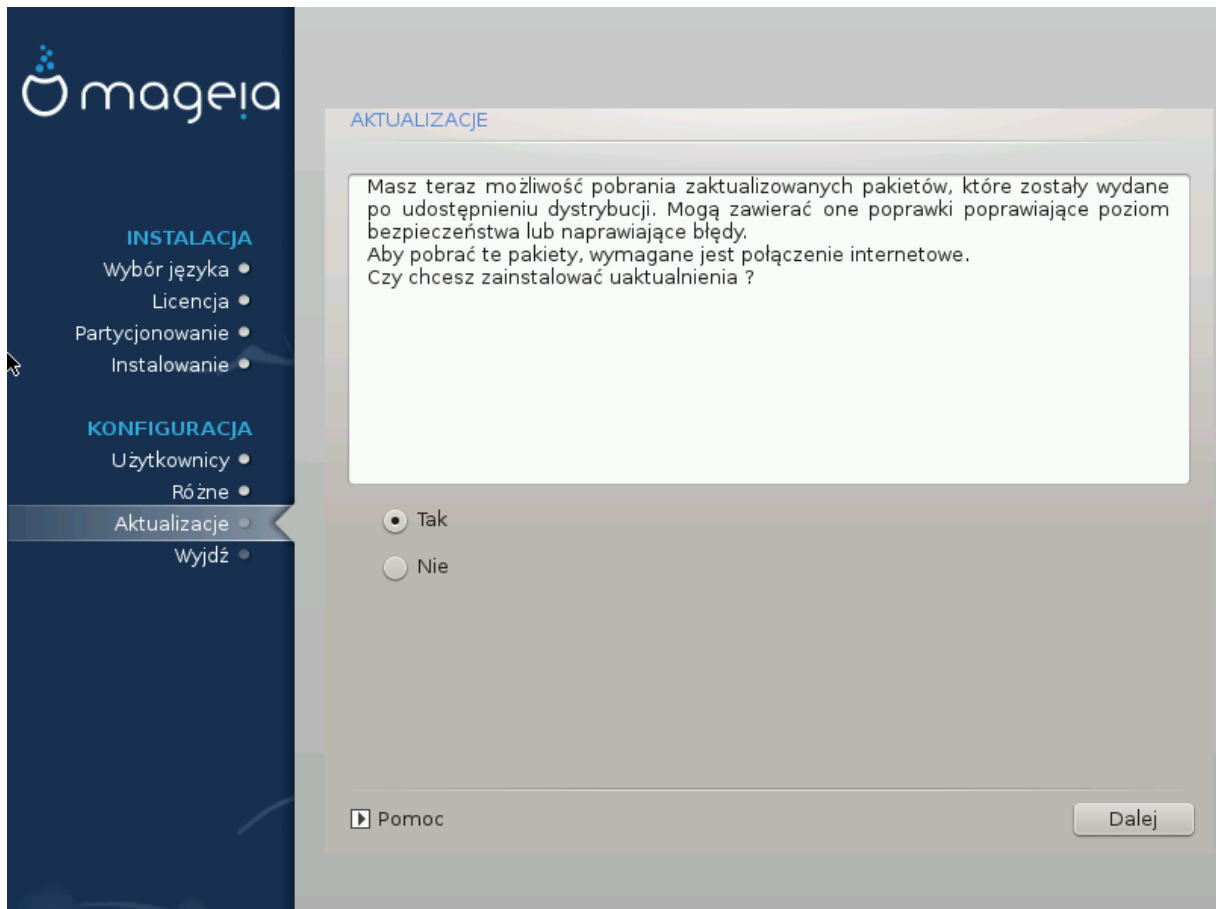 mageia
INSTALACJA
Wybór języka
Licencja
Partycjonowanie
Instalowanie
KONFIGURACJA
Użytkownicy
Różne
Aktualizacje
Wyjdź
AKTUALIZACJE
Masz teraz możliwość pobrania zaktualizowanych pakietów, które zostały wydane
po udostępnieniu dystrybucji. Mogą zawierać one poprawki poprawiające poziom
bezpieczeństwa lub naprawiające błędy.
Aby pobrać te pakiety, wymagane jest połączenie internetowe.
Czy chcesz zainstalować uaktualnienia ?
Tak
Nie
Pomoc
Dalej